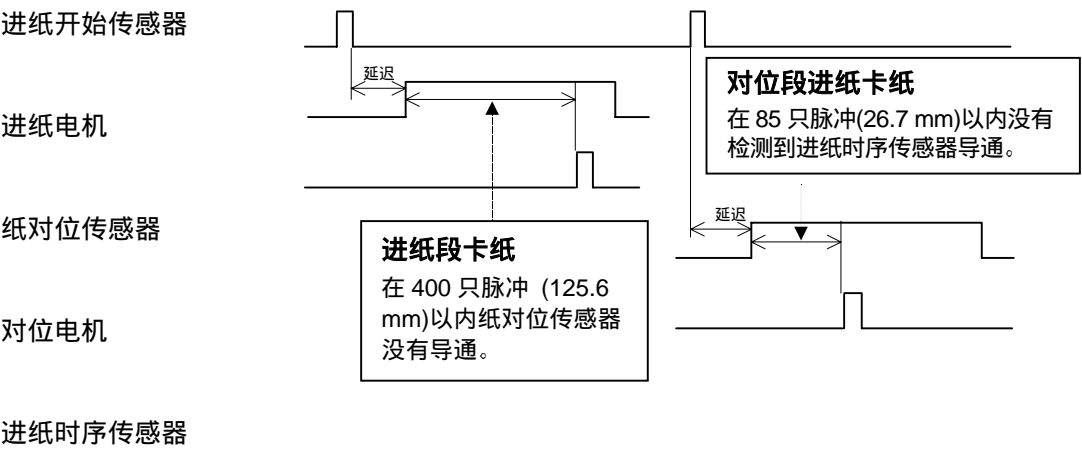 进纸开始传感器
延迟
对位段进纸卡纸
在 85 只脉冲(26.7 mm)以内没有
检测到进纸时序传感器导通。
进纸电机
纸对位传感器
延迟
进纸段卡纸
在 400 只脉冲 (125.6
mm)以内纸对位传感器
没有导通。
对位电机
进纸时序传感器